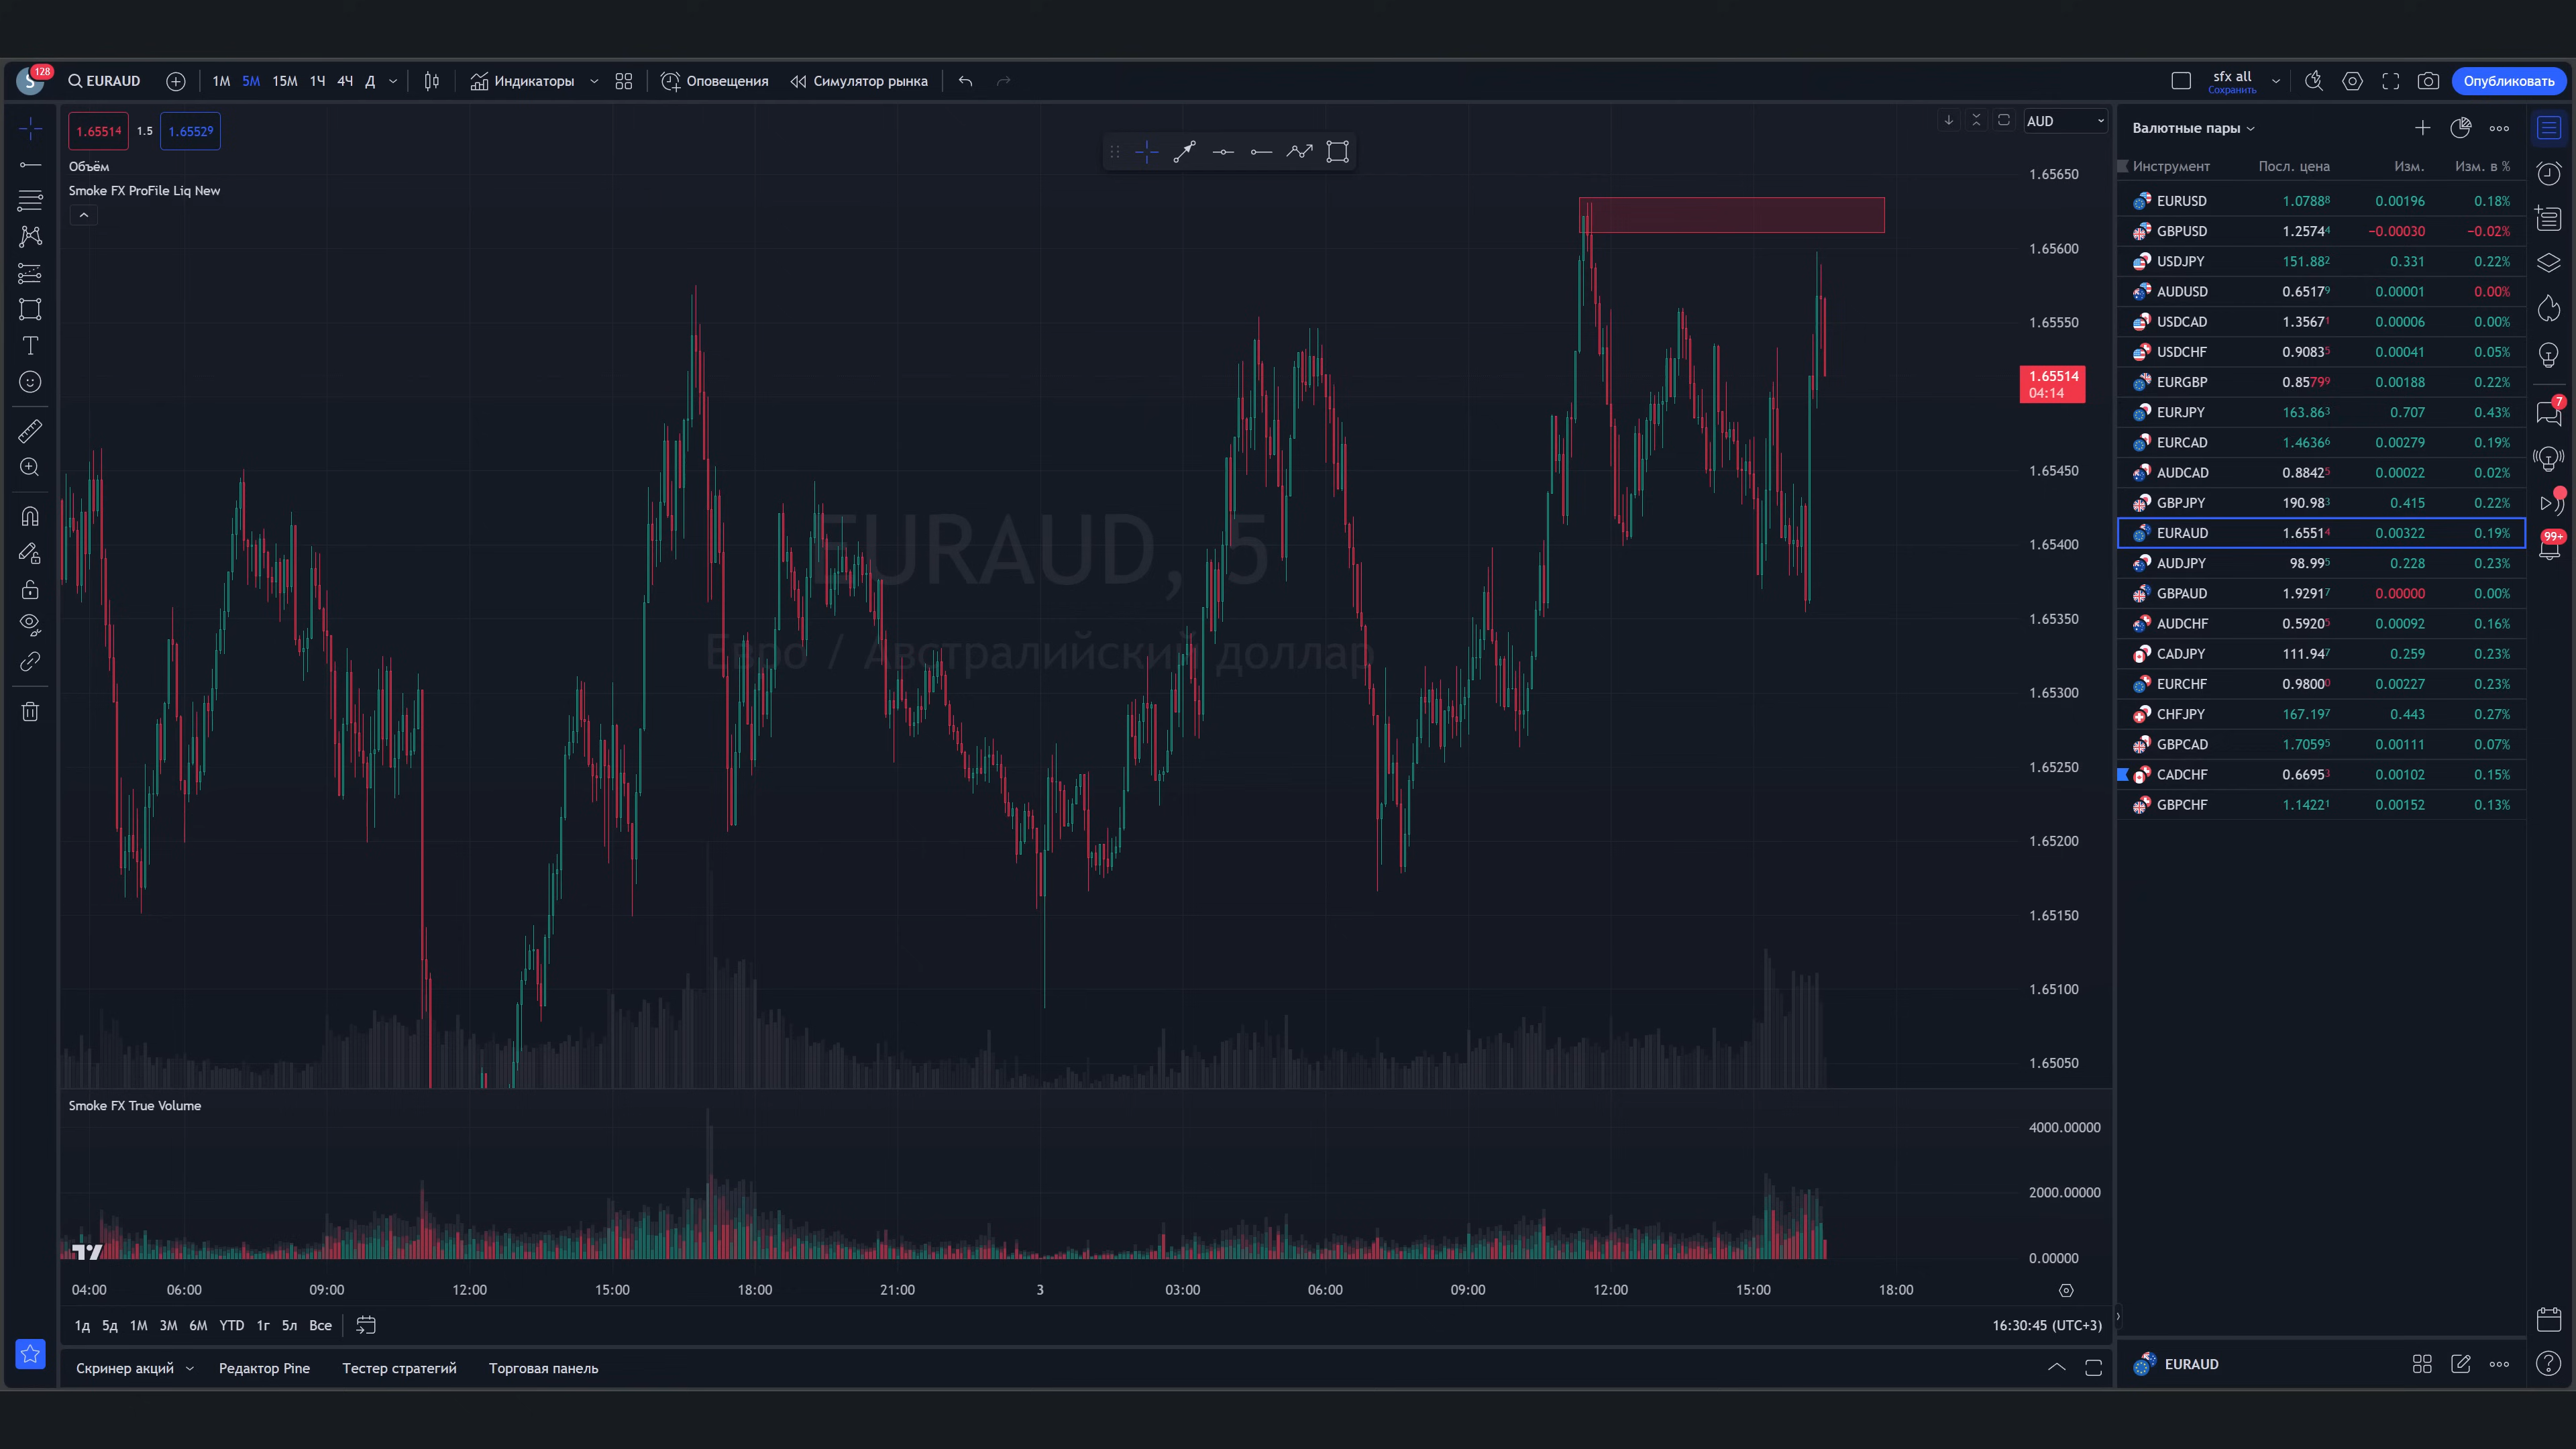 S 128 EURAUD 1М 5М 15М 1Ч 4Ч Д Индикаторы Оповещения Симулятор рынка sfx all Опубликовать
Сохранить
1.65514 1.5 1.65529
Объём
Smoke FX ProFile Liq New
EURAUD, 5
Евро / Австралийский доллар
AUD
1.65650
1.65600
1.65550
1.65514
04:14
1.65450
1.65400
1.65350
1.65300
1.65250
1.65200
1.65150
1.65100
1.65050
Smoke FX True Volume
4000.00000
2000.00000
0.00000
04:00 06:00 09:00 12:00 15:00 18:00 21:00 3 03:00 06:00 09:00 12:00 15:00 18:00
1д 5д 1М 3М 6М YTD 1г 5л Все 16:30:45 (UTC+3)
Скринер акций Редактор Pine Тестер стратегий Торговая панель
Валютные пары
Инструмент Посл. цена Изм. Изм. в %
EURUSD 1.07888 0.00196 0.18%
GBPUSD 1.25744 −0.00030 −0.02%
USDJPY 151.882 0.331 0.22%
AUDUSD 0.65179 0.00001 0.00%
USDCAD 1.35671 0.00006 0.00%
USDCHF 0.90835 0.00041 0.05%
EURGBP 0.85799 0.00188 0.22%
EURJPY 163.863 0.707 0.43%
EURCAD 1.46366 0.00279 0.19%
AUDCAD 0.88425 0.00022 0.02%
GBPJPY 190.983 0.415 0.22%
EURAUD 1.65514 0.00322 0.19%
AUDJPY 98.995 0.228 0.23%
GBPAUD 1.92917 0.00000 0.00%
AUDCHF 0.59205 0.00092 0.16%
CADJPY 111.947 0.259 0.23%
EURCHF 0.98000 0.00227 0.23%
CHFJPY 167.197 0.443 0.27%
GBPCAD 1.70595 0.00111 0.07%
CADCHF 0.66953 0.00102 0.15%
GBPCHF 1.14221 0.00152 0.13%
EURAUD
7
99+